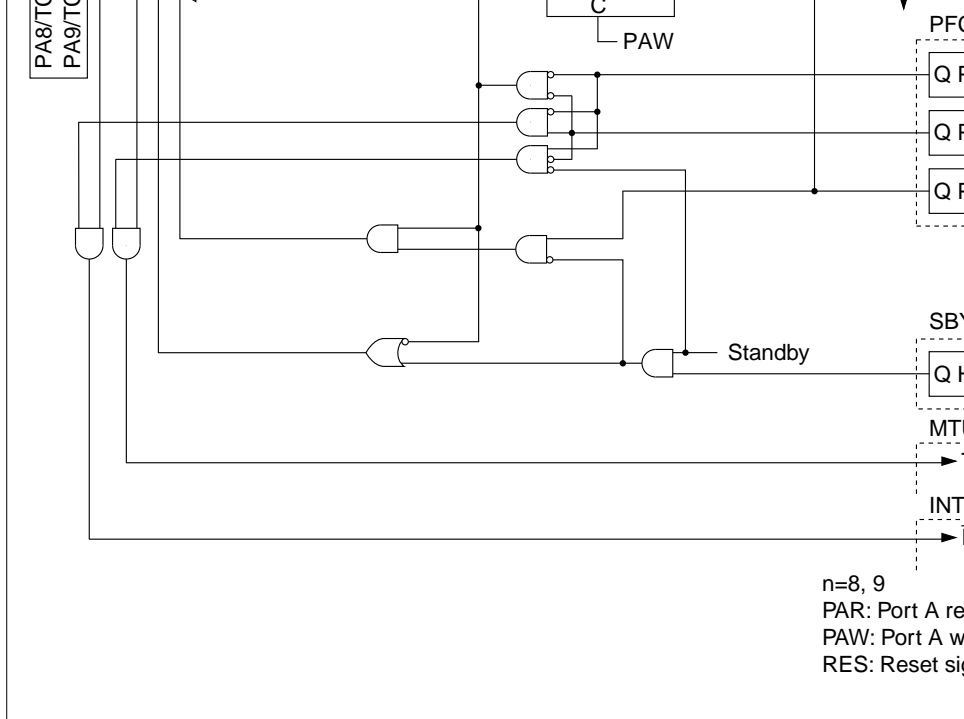 PA8/TC
PA9/TC
C
PAW
PFC
Q P
Q P
Q P
Standby
SBY
Q H
MTU
INT
n=8, 9
PAR: Port A re
PAW: Port A w
RES: Reset sig